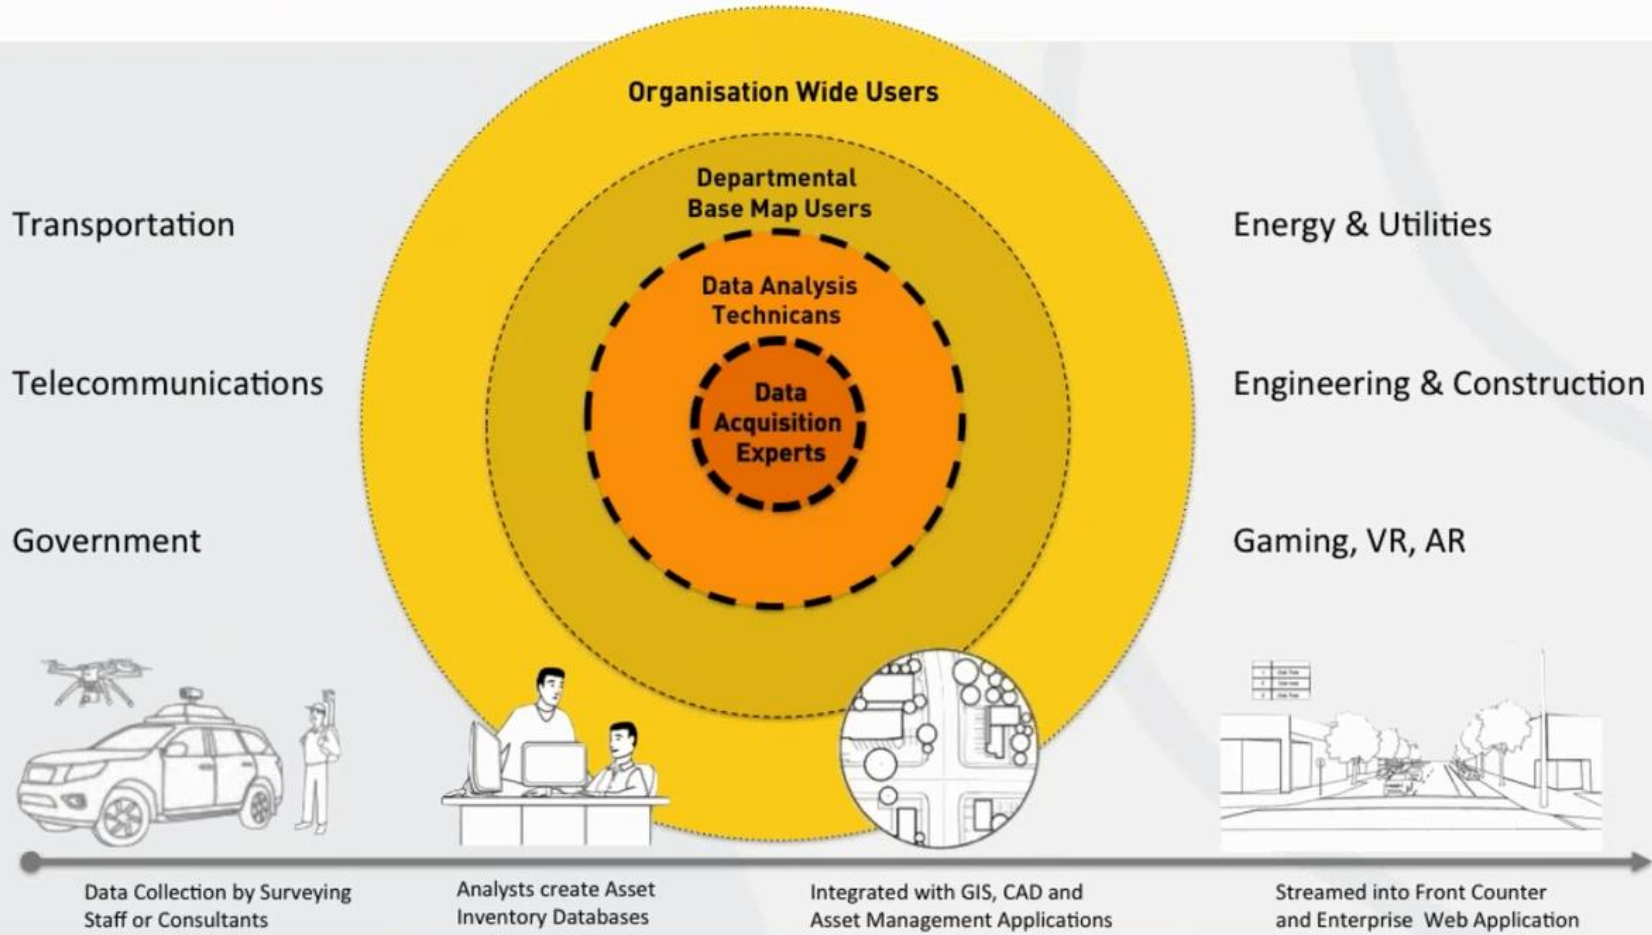 Organisation Wide Users
Departmental
Base Map Users
Data Analysis
Technicans
Data
Acquisition
Experts
Transportation
Telecommunications
Government
Energy & Utilities
Engineering & Construction
Gaming, VR, AR
Data Collection by Surveying
Staff or Consultants
Analysts create Asset
Inventory Databases
Integrated with GIS, CAD and
Asset Management Applications
Streamed into Front Counter
and Enterprise Web Application